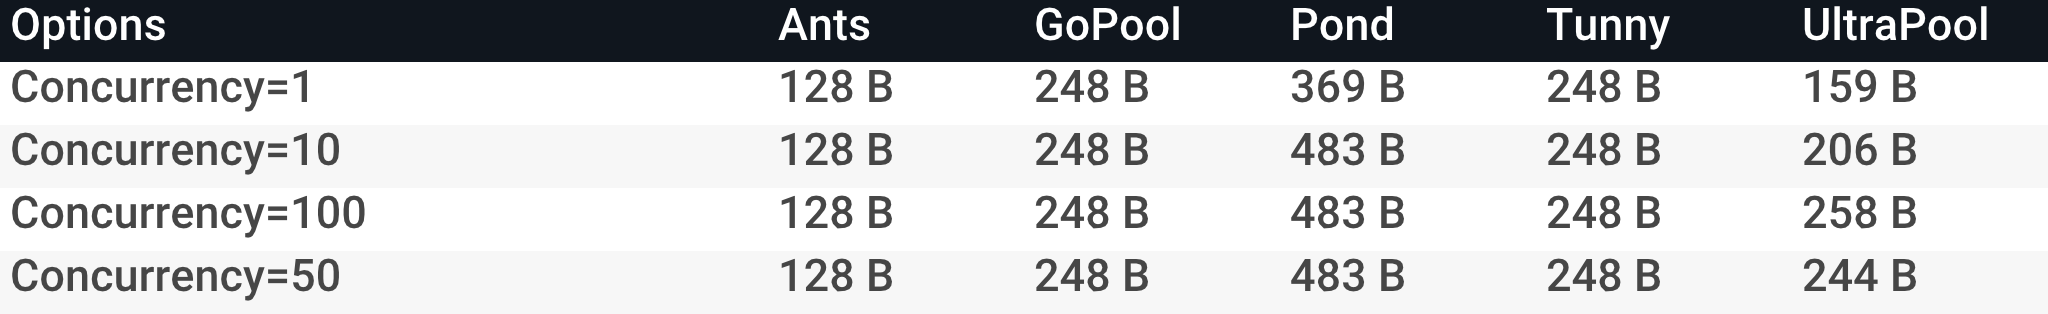 Options Ants GoPool Pond Tunny UltraPool
Concurrency=1 128 B 248 B 369 B 248 B 159 B
Concurrency=10 128 B 248 B 483 B 248 B 206 B
Concurrency=100 128 B 248 B 483 B 248 B 258 B
Concurrency=50 128 B 248 B 483 B 248 B 244 B